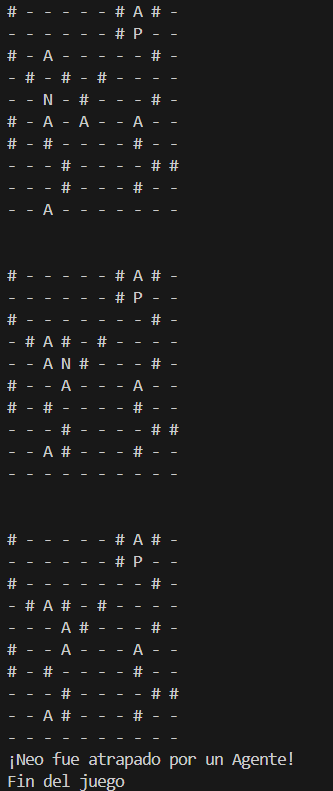 # - - - - - # A # -
- - - - - - # P - -
# - A - - - - - # -
- # - # - # - - - -
- - N - # - - - # -
# - A - A - - A - -
# - # - - - - # - -
- - - # - - - - # #
- - - # - - - # - -
- - A - - - - - - -
# - - - - - # A # -
- - - - - - # P - -
# - - - - - - - # -
- # A # - # - - - -
- - A N # - - - # -
# - - A - - - A - -
# - # - - - - # - -
- - - # - - - - # #
- - A # - - - # - -
- - - - - - - - - -
# - - - - - # A # -
- - - - - - # P - -
# - - - - - - - # -
- # A # - # - - - -
- - - A # - - - # -
# - - A - - - A - -
# - # - - - - # - -
- - - # - - - - # #
- - A # - - - # - -
- - - - - - - - - -
¡Neo fue atrapado por un Agente!
Fin del juego